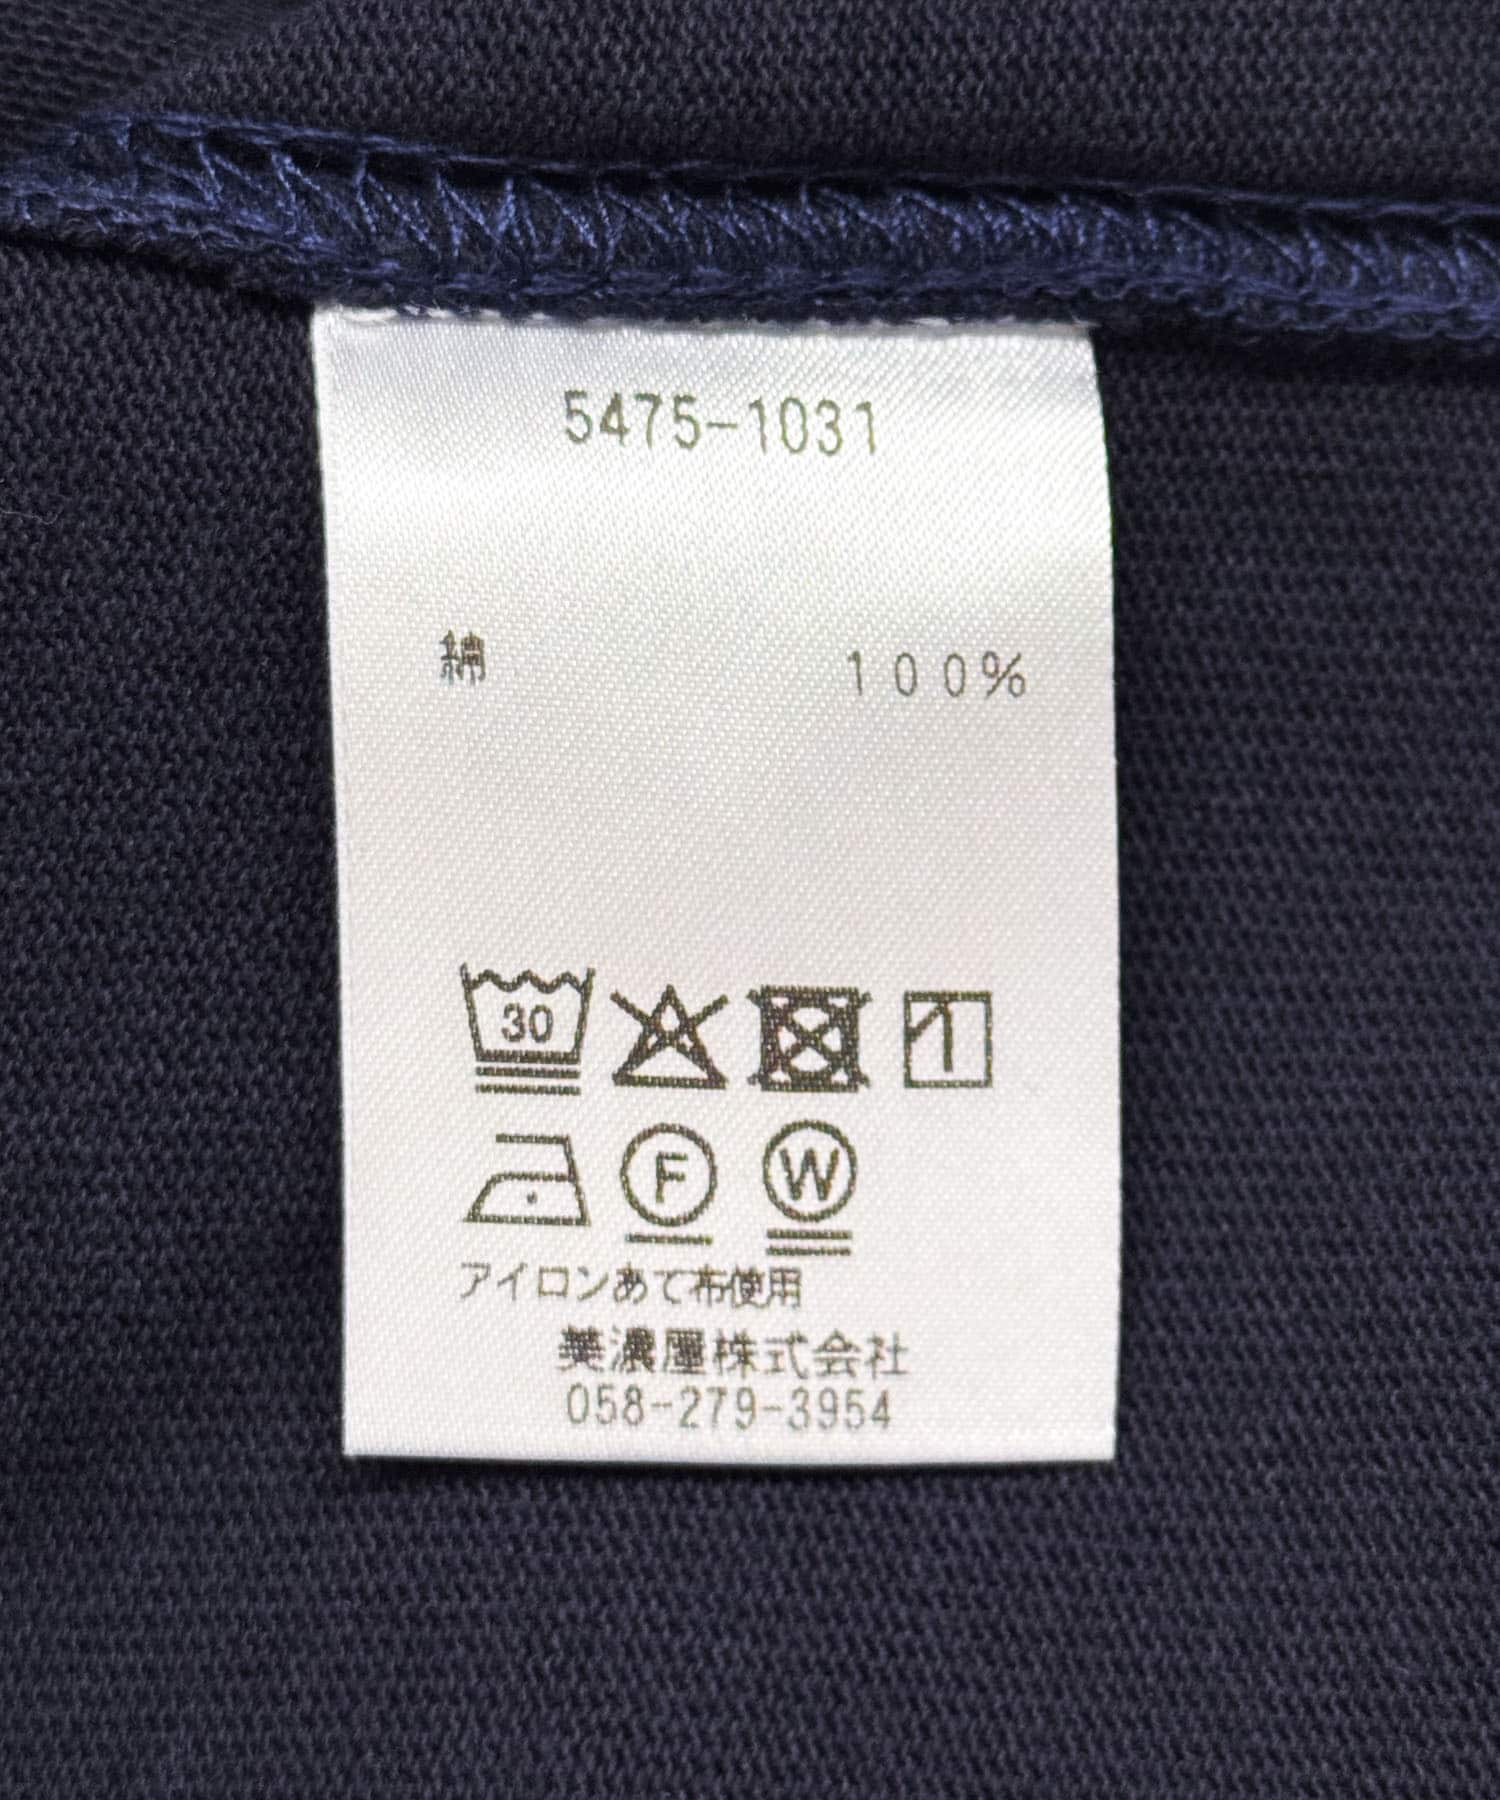 5475-1031
綿 100%
30
F W
アイロンあて布使用
美濃屋株式会社
058-279-3954